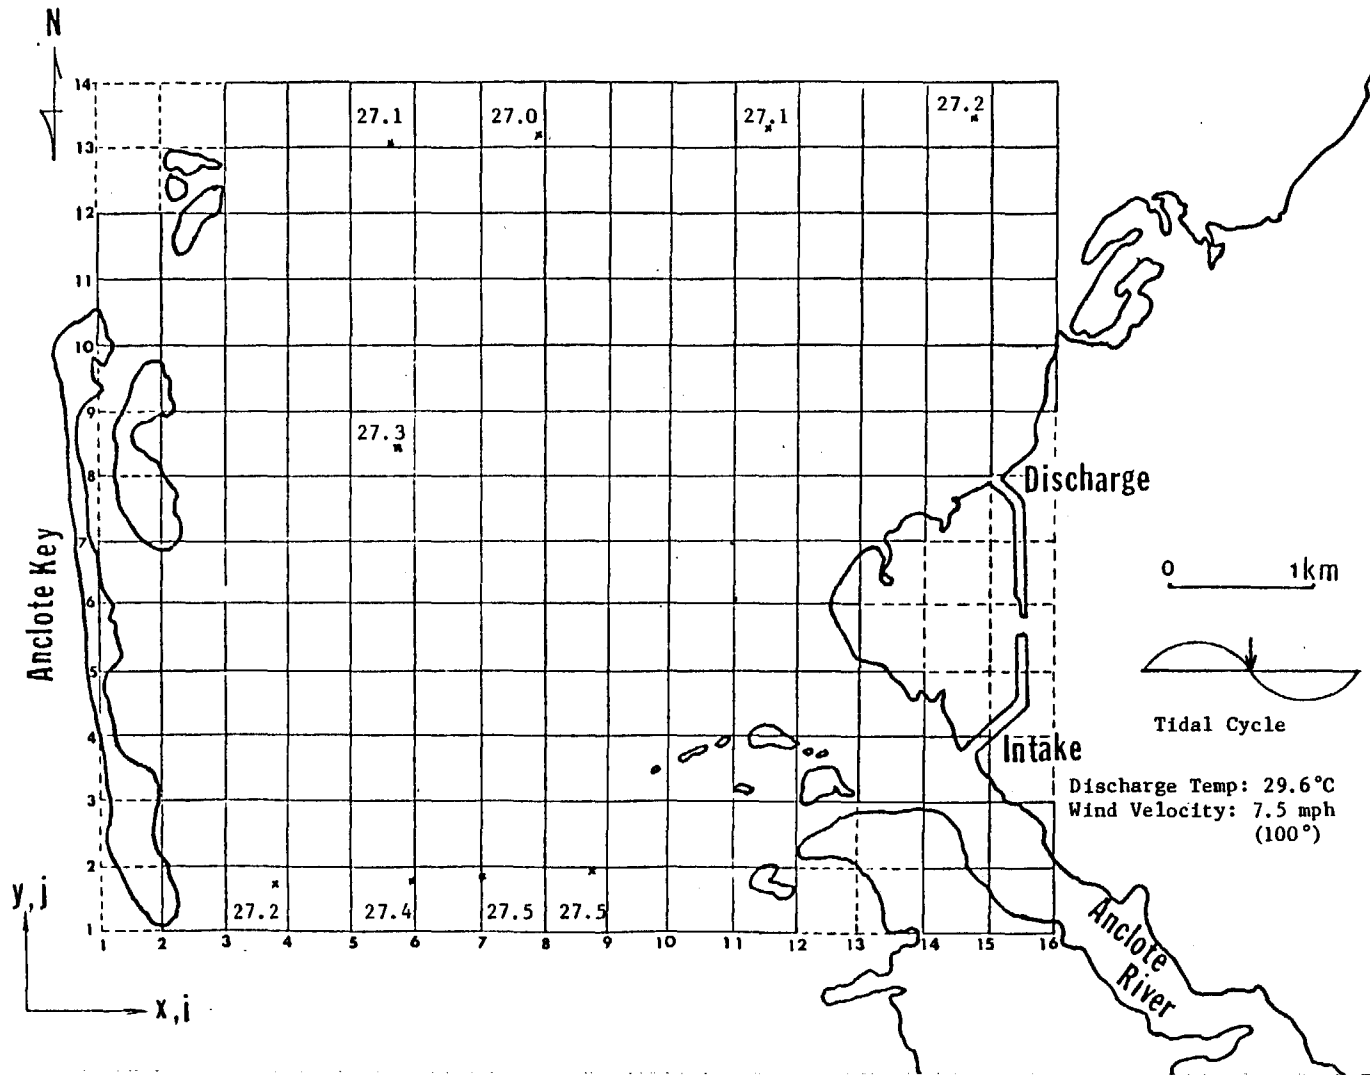 N
14
27.1 27.0 27.1 27.2
13
12
11
10
9
27.3
8
Discharge
7
Anclote Key
0 1km
6
5
Tidal Cycle
4
Intake
Discharge Temp: 29.6°C
3
Wind Velocity: 7.5 mph
(100°)
2
y,j
27.2 27.4 27.5 27.5
1
1 2 3 4 5 6 7 8 9 10 11 12 13 14 15 16
Anclote
River
x,i